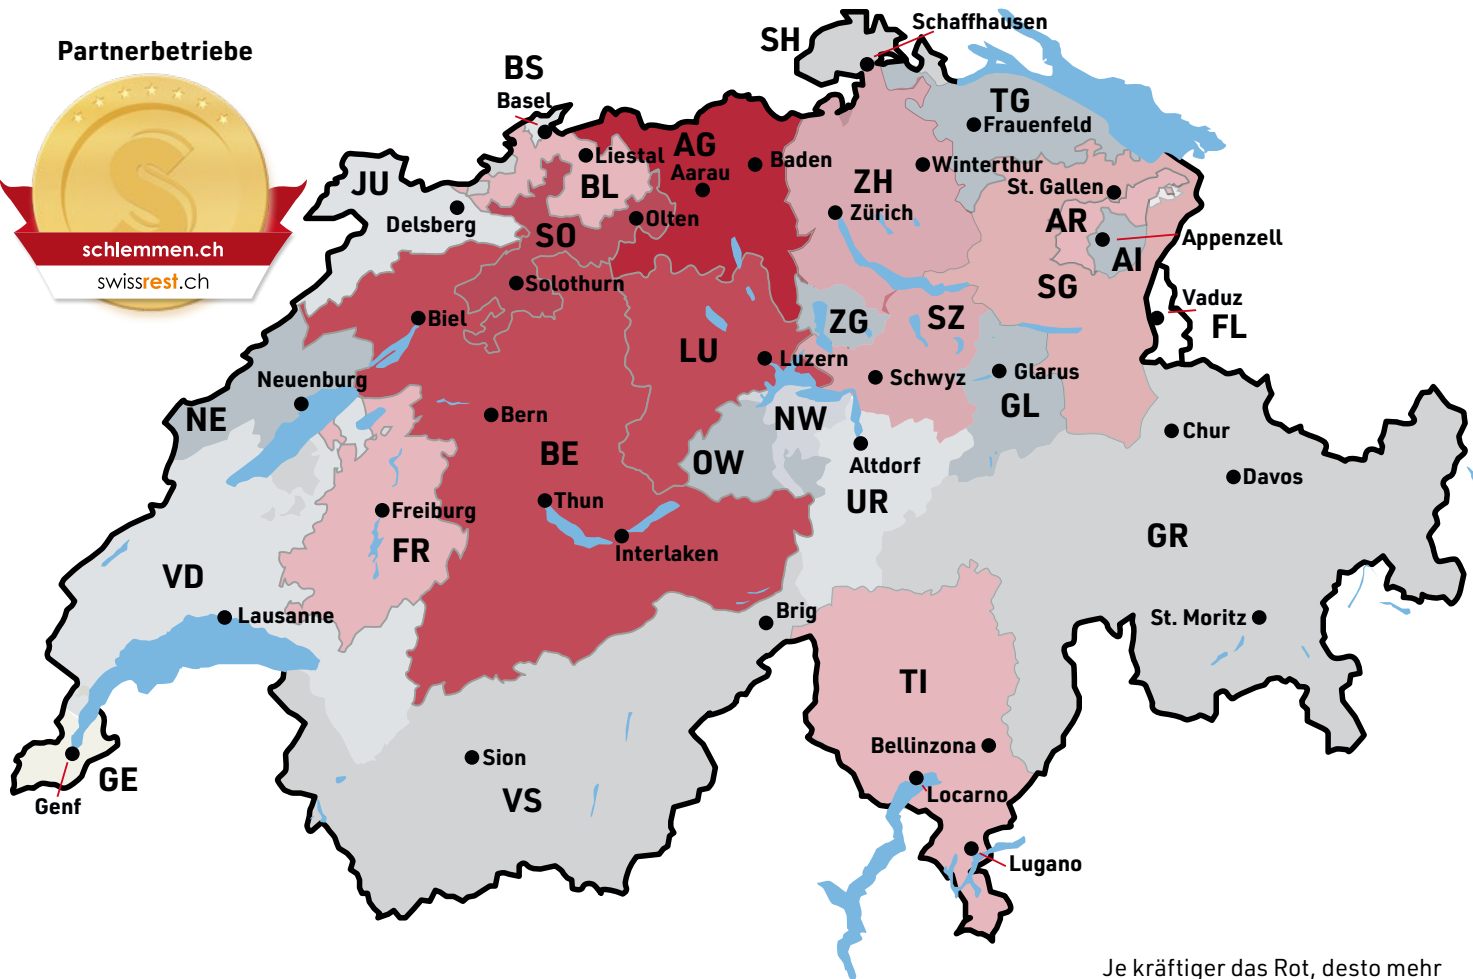 Partnerbetriebe
S
schlemmen.ch
swissrest.ch
SH
Schaffhausen
BS
Basel
TG
Frauenfeld
AG
Liestal
Baden
Aarau
BL
Winterthur
ZH
JU
St. Gallen
Delsberg
Olten
Zürich
AR
SO
Appenzell
AI
Solothurn
SG
Vaduz
Biel
ZG
SZ
FL
LU
Luzern
Neuenburg
Schwyz
Glarus
NE
Bern
NW
GL
Chur
BE
OW
Altdorf
Davos
Thun
UR
Freiburg
FR
Interlaken
GR
VD
Lausanne
Brig
St. Moritz
TI
Bellinzona
Sion
GE
Genf
VS
Locarno
Lugano
Je kräftiger das Rot, desto mehr